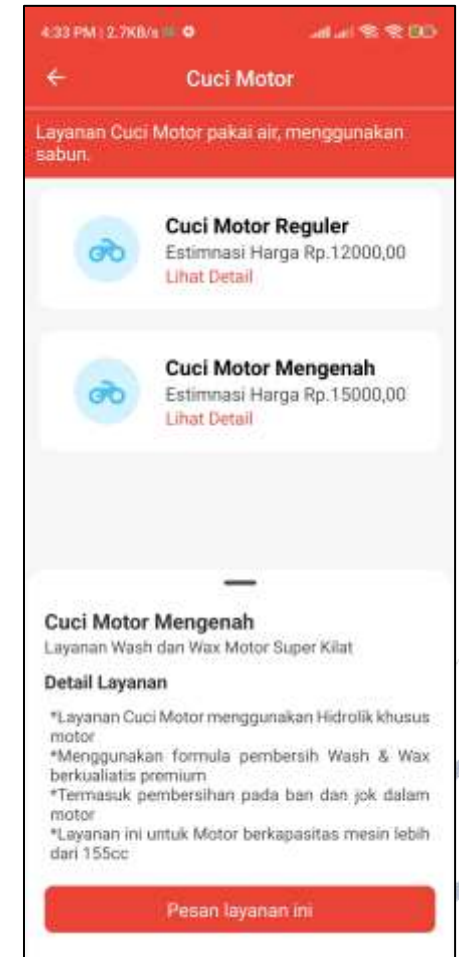 4:33 PM | 2.7KB/s
Cuci Motor
Layanan Cuci Motor pakai air, menggunakan
sabun.
Cuci Motor Reguler
Estimnasi Harga Rp.12000,00
Lihat Detail
Cuci Motor Mengenah
Estimnasi Harga Rp.15000,00
Lihat Detail
Cuci Motor Mengenah
Layanan Wash dan Wax Motor Super Kilat
Detail Layanan
*Layanan Cuci Motor menggunakan Hidrolik khusus
motor
*Menggunakan formula pembersih Wash & Wax
berkualiatis premium
*Termasuk pembersihan pada ban dan jok dalam
motor
*Layanan ini untuk Motor berkapasitas mesin lebih
dari 155cc
Pesan layanan ini